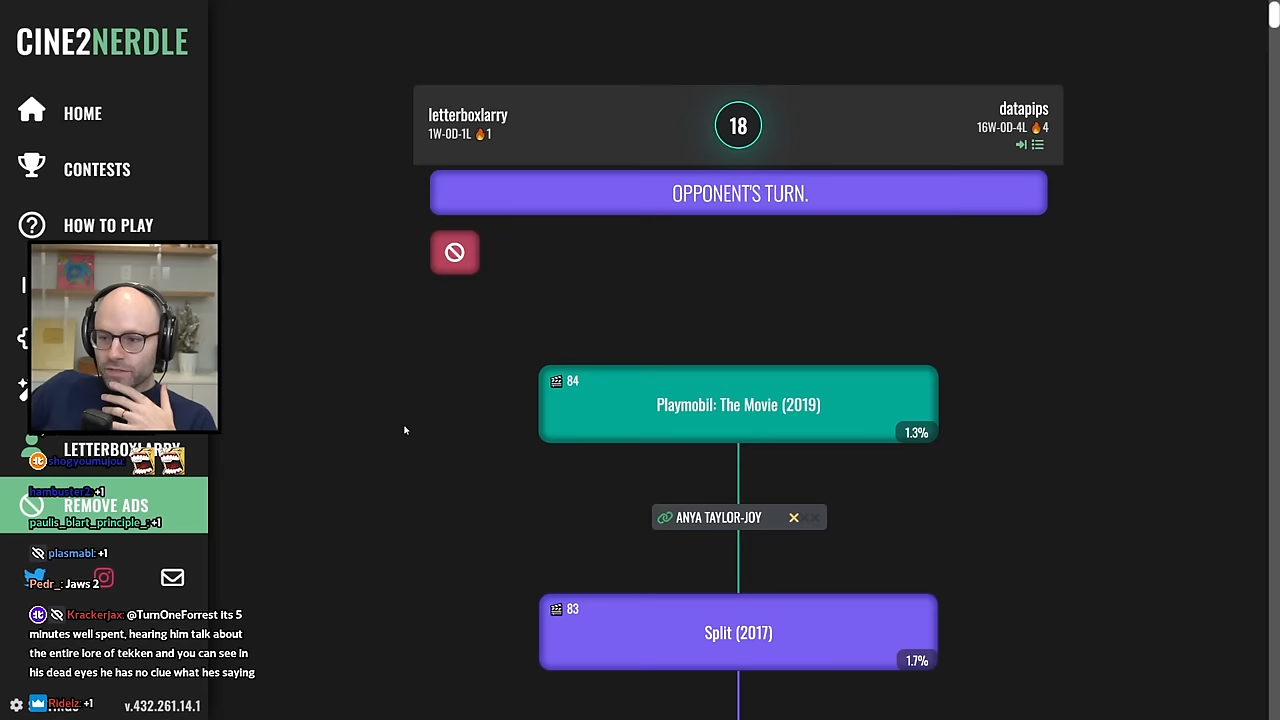 CINE2NERDLE
HOME
CONTESTS
HOW TO PLAY
letterboxlarry
1W-0D-1L 1
18
datapips
16W-0D-4L 4
OPPONENT'S TURN.
84
Playmobil: The Movie (2019)
1.3%
ANYA TAYLOR-JOY
83
Split (2017)
1.7%
LETTERBOXLARRY
shogyoumujou:
hambuster2: +1
REMOVE ADS
paulis_blart_principle_: +1
plasmabl: +1
Pedr_: Jaws 2
Krackerjax: @TurnOneForrest its 5
minutes well spent, hearing him talk about
the entire lore of tekken and you can see in
his dead eyes he has no clue what hes saying
Ridelz: +1
v.432.261.14.1